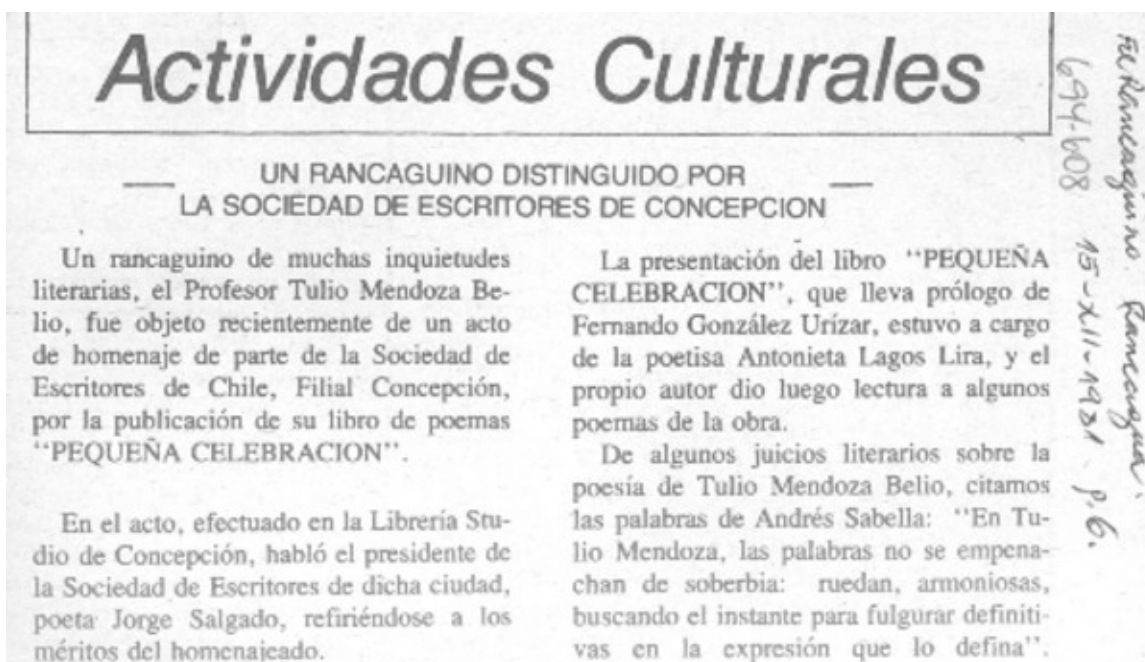 Actividades Culturales
UN RANCAGUINO DISTINGUIDO POR
LA SOCIEDAD DE ESCRITORES DE CONCEPCION
Un rancaguino de muchas inquietudes
literarias, el Profesor Tulio Mendoza Be-
lio, fue objeto recientemente de un acto
de homenaje de parte de la Sociedad de
Escritores de Chile, Filial Concepción,
por la publicación de su libro de poemas
"PEQUEÑA CELEBRACION".
En el acto, efectuado en la Librería Stu-
dio de Concepción, habló el presidente de
la Sociedad de Escritores de dicha ciudad,
poeta Jorge Salgado, refiriéndose a los
méritos del homenajeado.
La presentación del libro "PEQUEÑA
CELEBRACION", que lleva prólogo de
Fernando González Urízar, estuvo a cargo
de la poetisa Antonieta Lagos Lira, y el
propio autor dio luego lectura a algunos
poemas de la obra.
De algunos juicios literarios sobre la
poesía de Tulio Mendoza Belio, citamos
las palabras de Andrés Sabella: "En Tu-
lio Mendoza, las palabras no se empena-
chan de soberbia: ruedan, armoniosas,
buscando el instante para fulgurar definiti-
vas en la expresión que lo defina".
Rancaguino. Rancagua.
15-XII-1981 p.6.
694-608